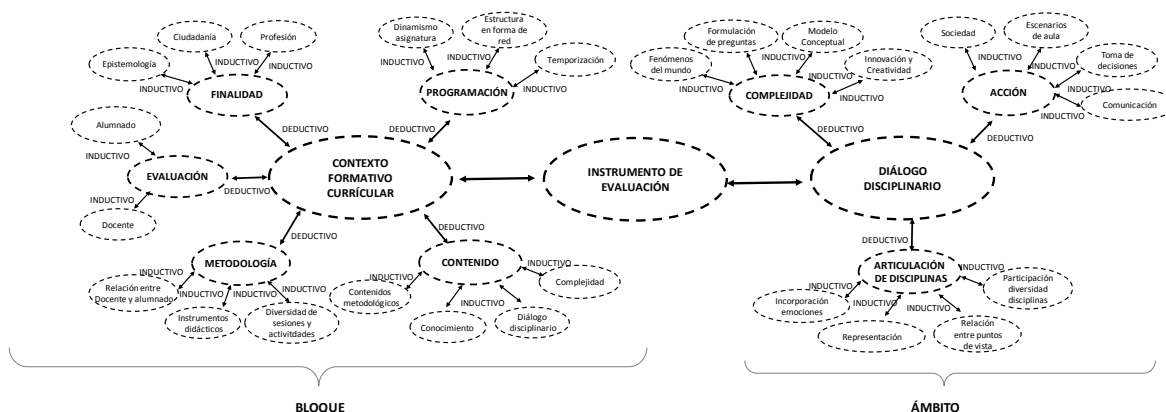 Ciudadanía
Profesión
Epistemología
INDUCTIVO
INDUCTIVO
INDUCTIVO
FINALIDAD
DEDUCTIVO
Dinamismo
asignatura
Estructura
en forma de
red
Temporización
INDUCTIVO
INDUCTIVO
INDUCTIVO
PROGRAMACIÓN
DEDUCTIVO
Alumnado
INDUCTIVO
EVALUACIÓN
DEDUCTIVO
INDUCTIVO
Docente
CONTEXTO
FORMATIVO
CURRÍCULAR
DEDUCTIVO
METODOLOGÍA
INDUCTIVO
Relación entre
Docente y alumnado
INDUCTIVO
INDUCTIVO
Instrumentos
didácticos
Diversidad de
sesiones y
activitdades
DEDUCTIVO
CONTENIDO
INDUCTIVO
INDUCTIVO
Contenidos
metodológicos
Complejidad
INDUCTIVO
INDUCTIVO
Conocimiento
Diálogo
disciplinario
INSTRUMENTO DE
EVALUACIÓN
Formulación
de preguntas
Modelo
Conceptual
Fenómenos
del mundo
Innovación y
Creatividad
INDUCTIVO
INDUCTIVO
INDUCTIVO
INDUCTIVO
COMPLEJIDAD
DEDUCTIVO
Sociedad
Escenarios
de aula
Toma de
decisiones
Comunicación
INDUCTIVO
INDUCTIVO
INDUCTIVO
INDUCTIVO
ACCIÓN
DEDUCTIVO
DIÁLOGO
DISCIPLINARIO
DEDUCTIVO
ARTICULACIÓN
DE DISCIPLINAS
INDUCTIVO
INDUCTIVO
INDUCTIVO
INDUCTIVO
Incorporación
emociones
Participación
diversidad
disciplinas
Representación
Relación
entre puntos
de vista
BLOQUE
ÁMBITO